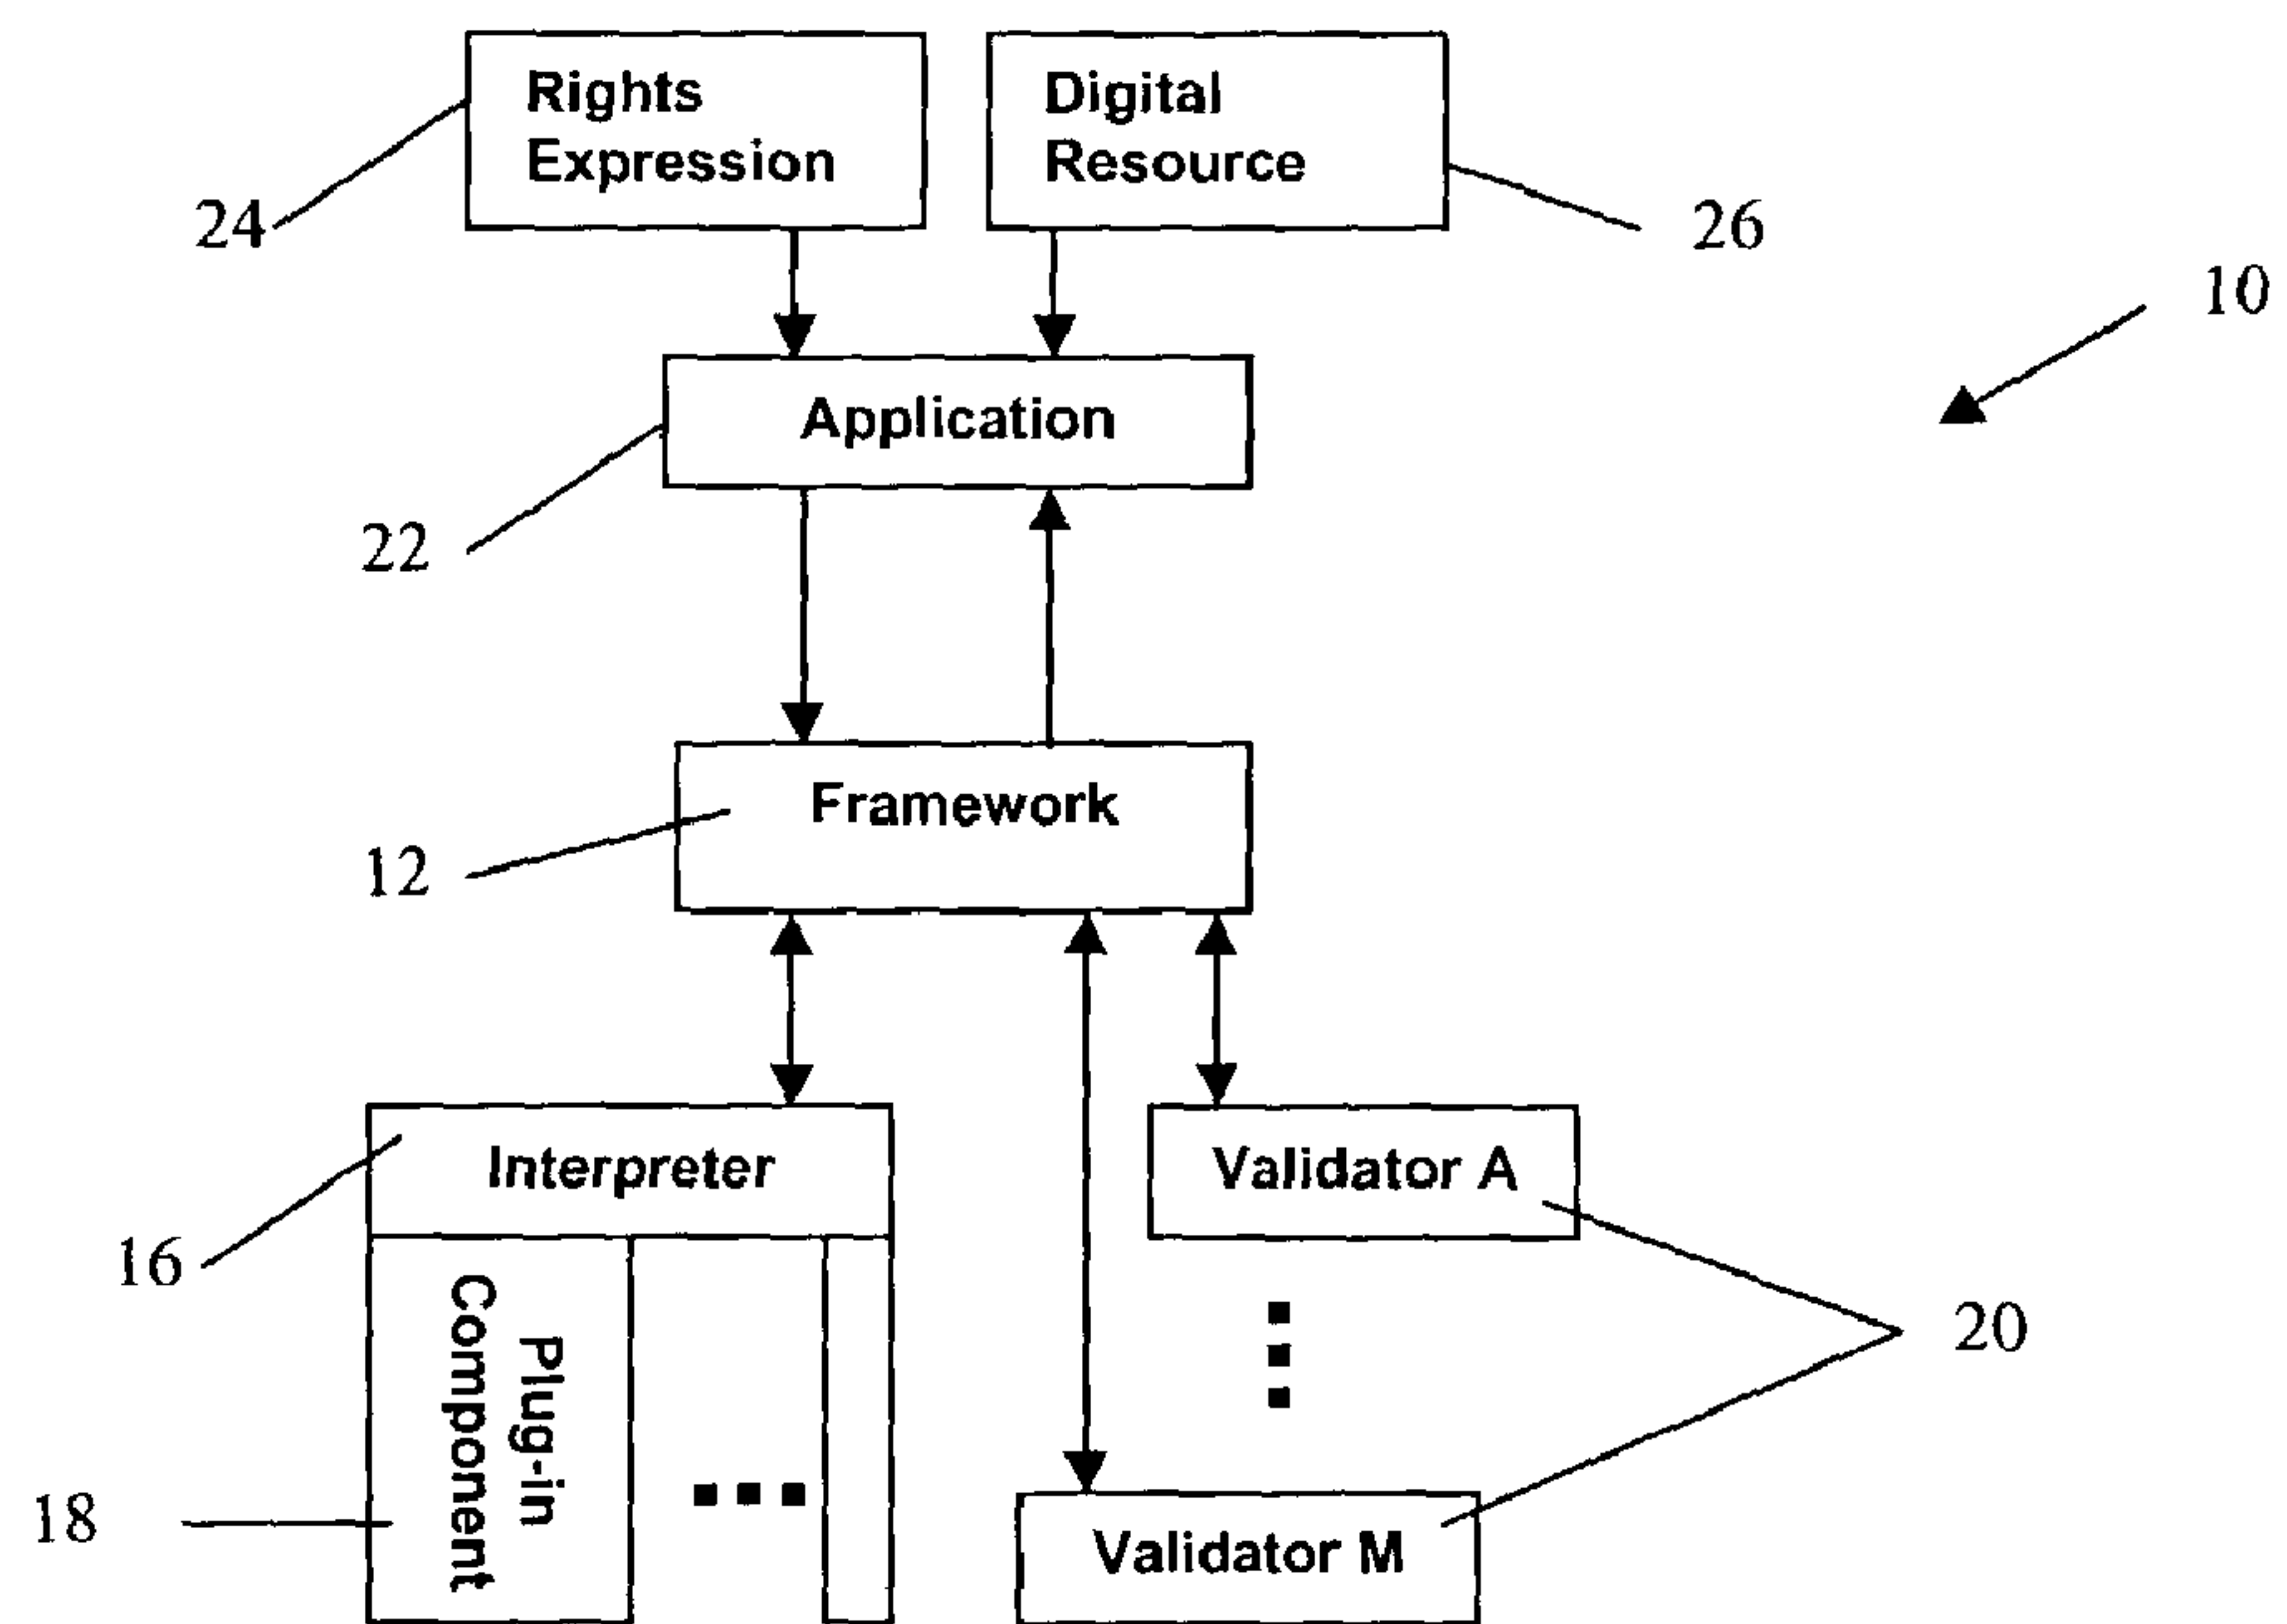 Rights
Expression
Digital
Resource
24
26
10
Application
22
Framework
12
Interpreter
Validator A
16
Plug-in
Component
20
18
Validator M